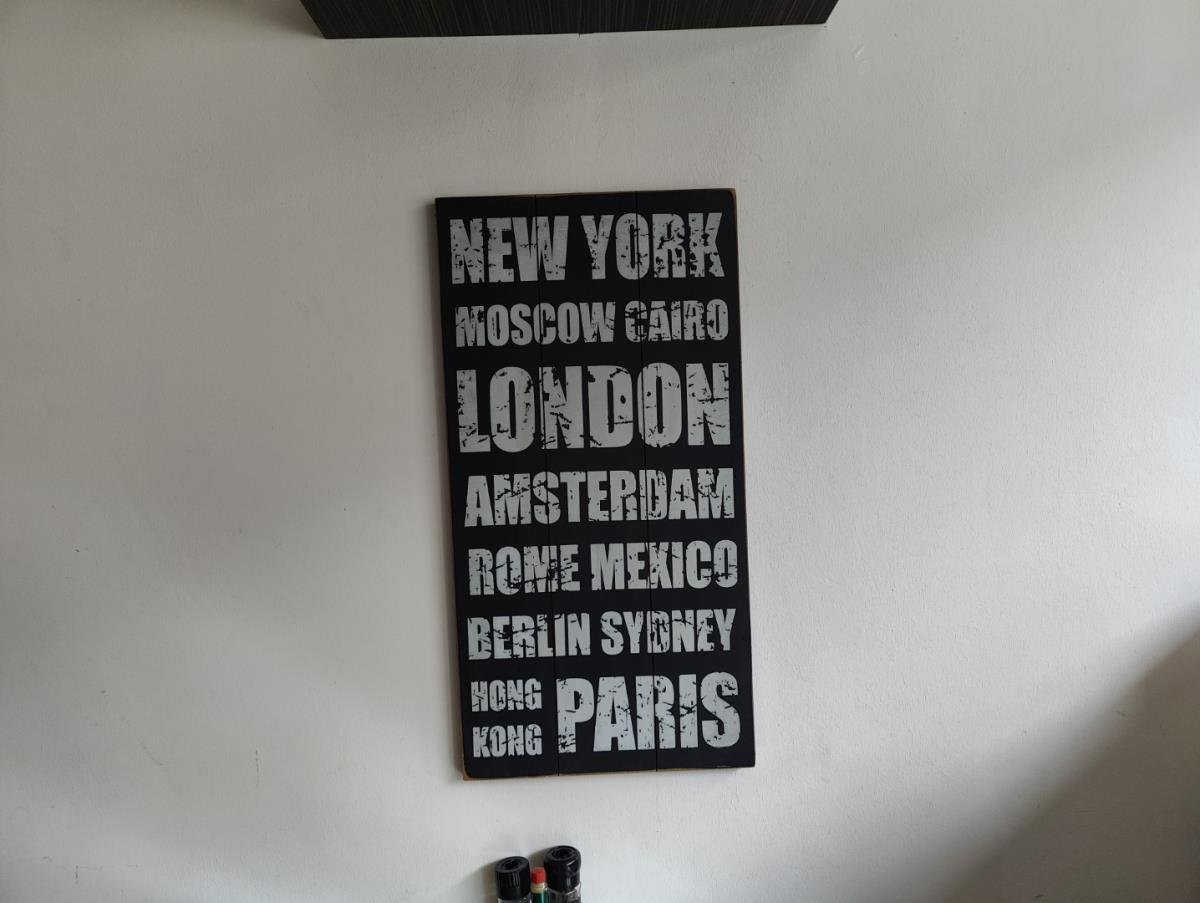 NEW YORK
MOSCOW CAIRO
LONDON
AMSTERDAM
ROME MEXICO
BERLIN SYDNEY
HONG
KONG
PARIS